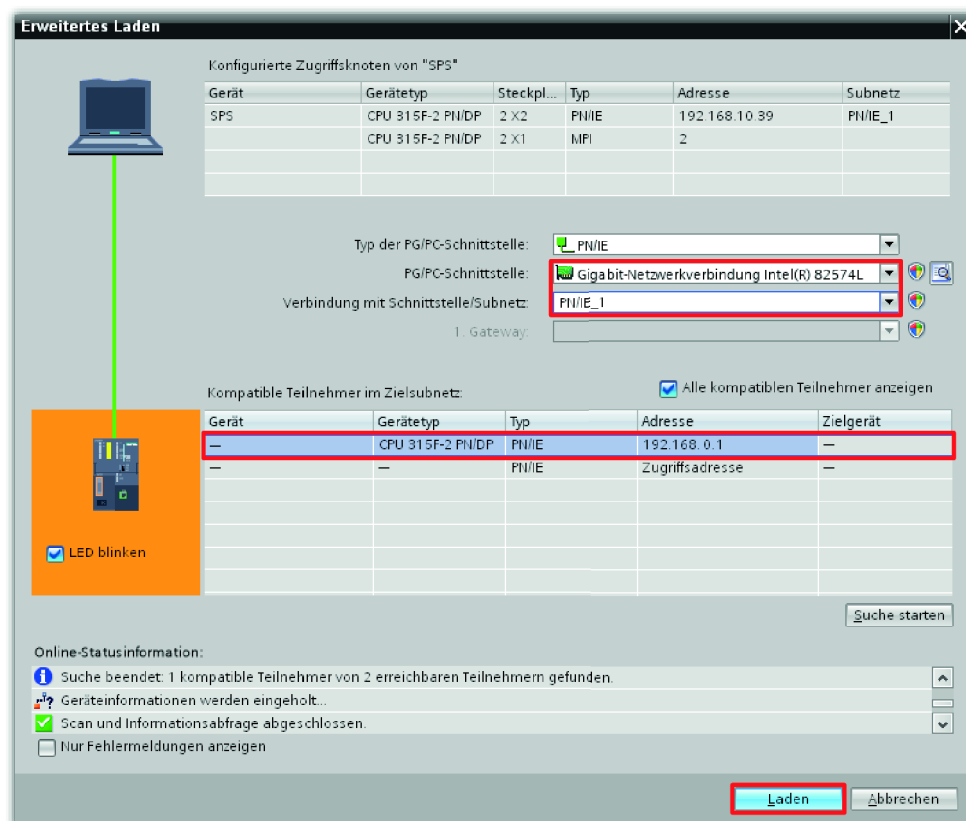 Erweitertes Laden
Konfigurierte Zugriffsknoten von "SPS"
Gerät Gerätetyp Steckpl... Typ Adresse Subnetz
SPS CPU 315F-2 PN/DP 2 X2 PN/IE 192.168.10.39 PN/IE_1
CPU 315F-2 PN/DP 2 X1 MPI 2
Typ der PG/PC-Schnittstelle: PN/IE
PG/PC-Schnittstelle: Gigabit-Netzwerkverbindung Intel(R) 82574L
Verbindung mit Schnittstelle/Subnetz: PN/IE_1
1. Gateway:
Kompatible Teilnehmer im Zielsubnetz: Alle kompatiblen Teilnehmer anzeigen
Gerät Gerätetyp Typ Adresse Zielgerät
— CPU 315F-2 PN/DP PN/IE 192.168.0.1 —
— — PN/IE Zugriffsadresse —
LED blinken
Suche starten
Online-Statusinformation:
Suche beendet: 1 kompatible Teilnehmer von 2 erreichbaren Teilnehmern gefunden.
Geräteinformationen werden eingeholt...
Scan und Informationsabfrage abgeschlossen.
Nur Fehlermeldungen anzeigen
Laden Abbrechen